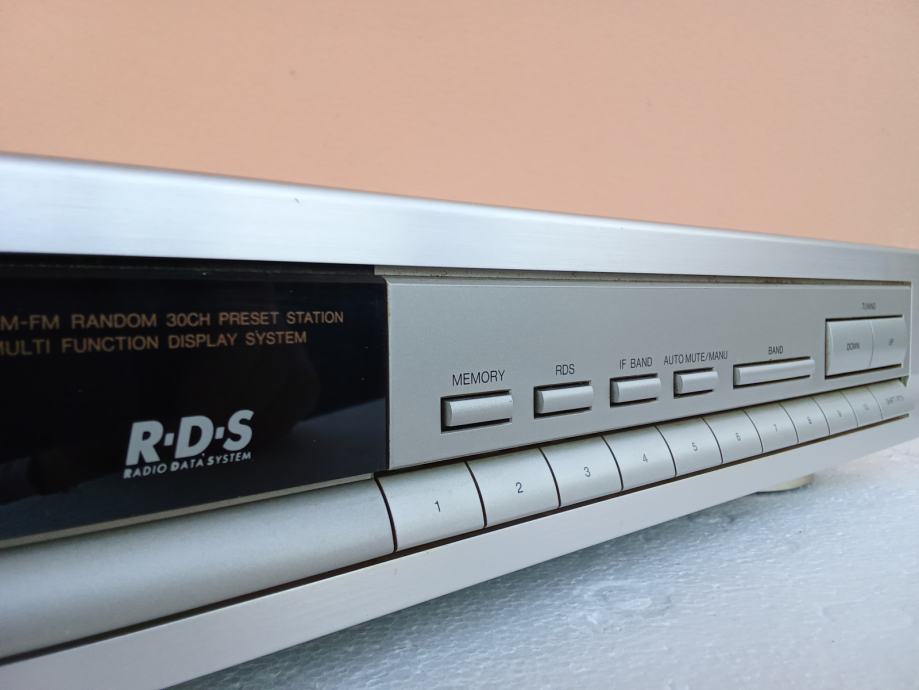 M-FM RANDOM 30CH PRESET STATION
MULTI FUNCTION DISPLAY SYSTEM
R·D·S
RADIO DATA SYSTEM
MEMORY
RDS
IF BAND
AUTO MUTE/MANU
BAND
TUNING
DOWN
UP
1
2
3
4
5
6
7
8
9
10